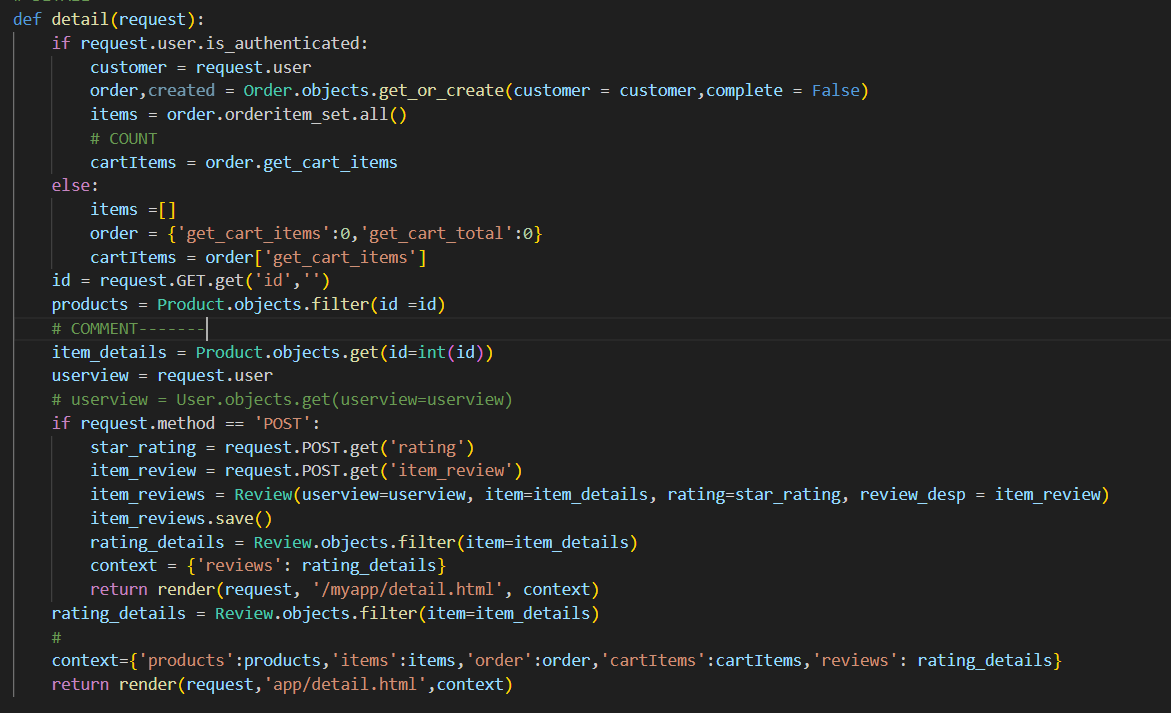 def detail(request):
    if request.user.is_authenticated:
        customer = request.user
        order,created = Order.objects.get_or_create(customer = customer,complete = False)
        items = order.orderitem_set.all()
        # COUNT
        cartItems = order.get_cart_items
    else:
        items =[]
        order = {'get_cart_items':0,'get_cart_total':0}
        cartItems = order['get_cart_items']
    id = request.GET.get('id','')
    products = Product.objects.filter(id =id)
    # COMMENT-------
    item_details = Product.objects.get(id=int(id))
    userview = request.user
    # userview = User.objects.get(userview=userview)
    if request.method == 'POST':
        star_rating = request.POST.get('rating')
        item_review = request.POST.get('item_review')
        item_reviews = Review(userview=userview, item=item_details, rating=star_rating, review_desp = item_review)
        item_reviews.save()
        rating_details = Review.objects.filter(item=item_details)
        context = {'reviews': rating_details}
        return render(request, '/myapp/detail.html', context)
    rating_details = Review.objects.filter(item=item_details)
    #
    context={'products':products,'items':items,'order':order,'cartItems':cartItems,'reviews': rating_details}
    return render(request,'app/detail.html',context)